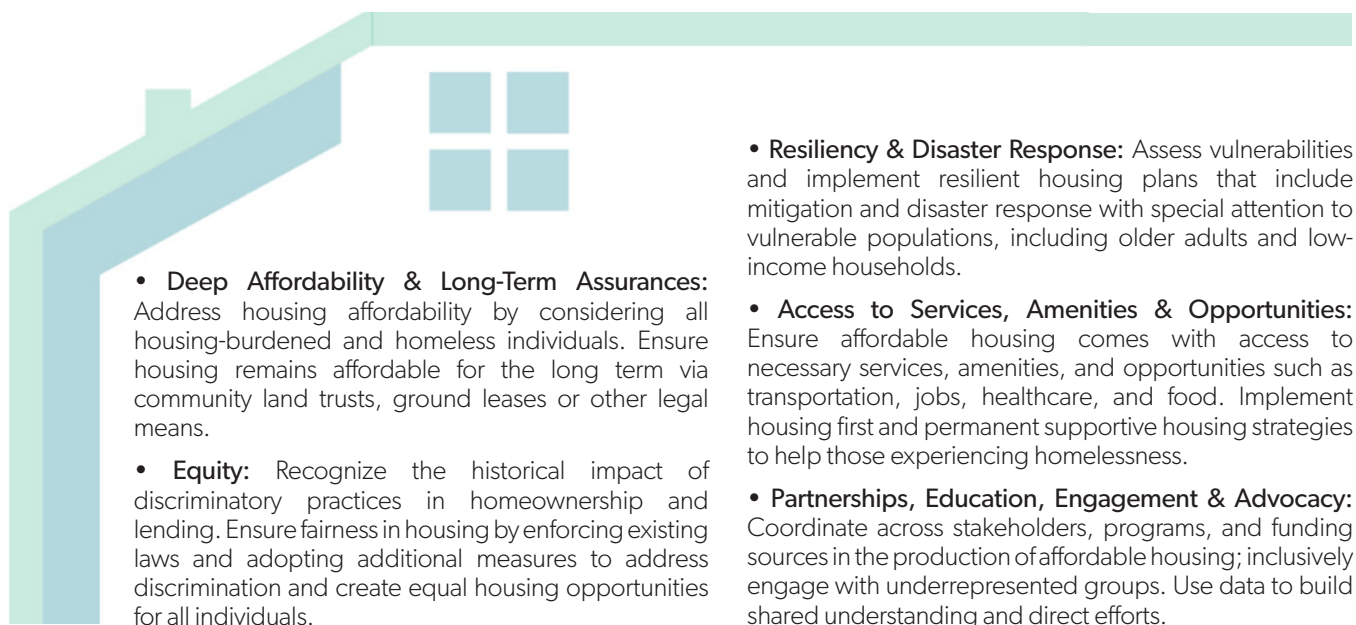 • Deep Affordability & Long-Term Assurances:
Address housing affordability by considering all
housing-burdened and homeless individuals. Ensure
housing remains affordable for the long term via
community land trusts, ground leases or other legal
means.
• Equity: Recognize the historical impact of
discriminatory practices in homeownership and
lending. Ensure fairness in housing by enforcing existing
laws and adopting additional measures to address
discrimination and create equal housing opportunities
for all individuals.
• Resiliency & Disaster Response: Assess vulnerabilities
and implement resilient housing plans that include
mitigation and disaster response with special attention to
vulnerable populations, including older adults and low-
income households.
• Access to Services, Amenities & Opportunities:
Ensure affordable housing comes with access to
necessary services, amenities, and opportunities such as
transportation, jobs, healthcare, and food. Implement
housing first and permanent supportive housing strategies
to help those experiencing homelessness.
• Partnerships, Education, Engagement & Advocacy:
Coordinate across stakeholders, programs, and funding
sources in the production of affordable housing; inclusively
engage with underrepresented groups. Use data to build
shared understanding and direct efforts.